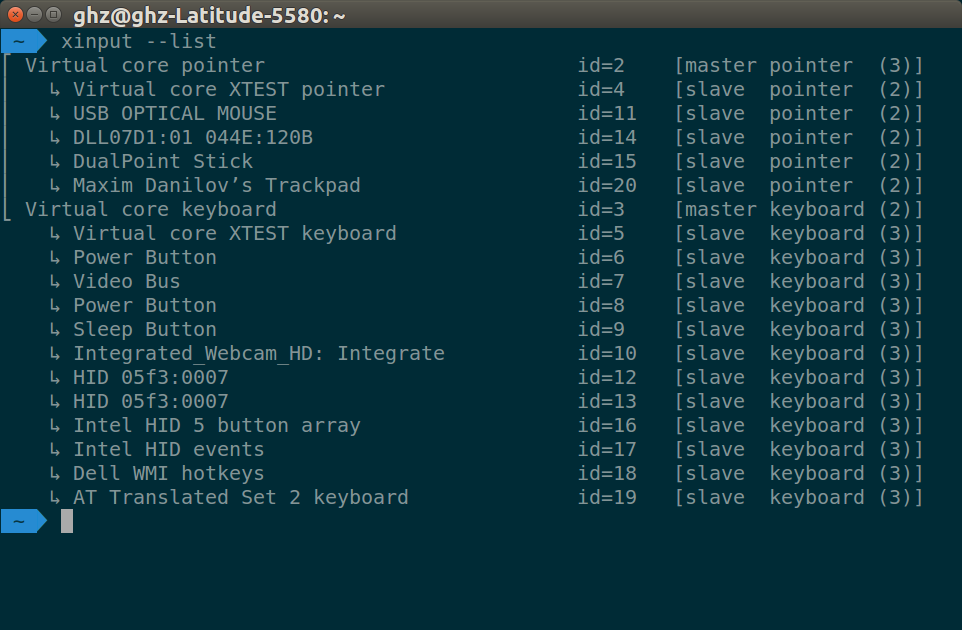 ghz@ghz-Latitude-5580: ~
~ xinput --list
⎡ Virtual core pointer id=2 [master pointer (3)]
⎜ ↳ Virtual core XTEST pointer id=4 [slave pointer (2)]
⎜ ↳ USB OPTICAL MOUSE id=11 [slave pointer (2)]
⎜ ↳ DLL07D1:01 044E:120B id=14 [slave pointer (2)]
⎜ ↳ DualPoint Stick id=15 [slave pointer (2)]
⎜ ↳ Maxim Danilov’s Trackpad id=20 [slave pointer (2)]
⎣ Virtual core keyboard id=3 [master keyboard (2)]
↳ Virtual core XTEST keyboard id=5 [slave keyboard (3)]
↳ Power Button id=6 [slave keyboard (3)]
↳ Video Bus id=7 [slave keyboard (3)]
↳ Power Button id=8 [slave keyboard (3)]
↳ Sleep Button id=9 [slave keyboard (3)]
↳ Integrated_Webcam_HD: Integrate id=10 [slave keyboard (3)]
↳ HID 05f3:0007 id=12 [slave keyboard (3)]
↳ HID 05f3:0007 id=13 [slave keyboard (3)]
↳ Intel HID 5 button array id=16 [slave keyboard (3)]
↳ Intel HID events id=17 [slave keyboard (3)]
↳ Dell WMI hotkeys id=18 [slave keyboard (3)]
↳ AT Translated Set 2 keyboard id=19 [slave keyboard (3)]
~